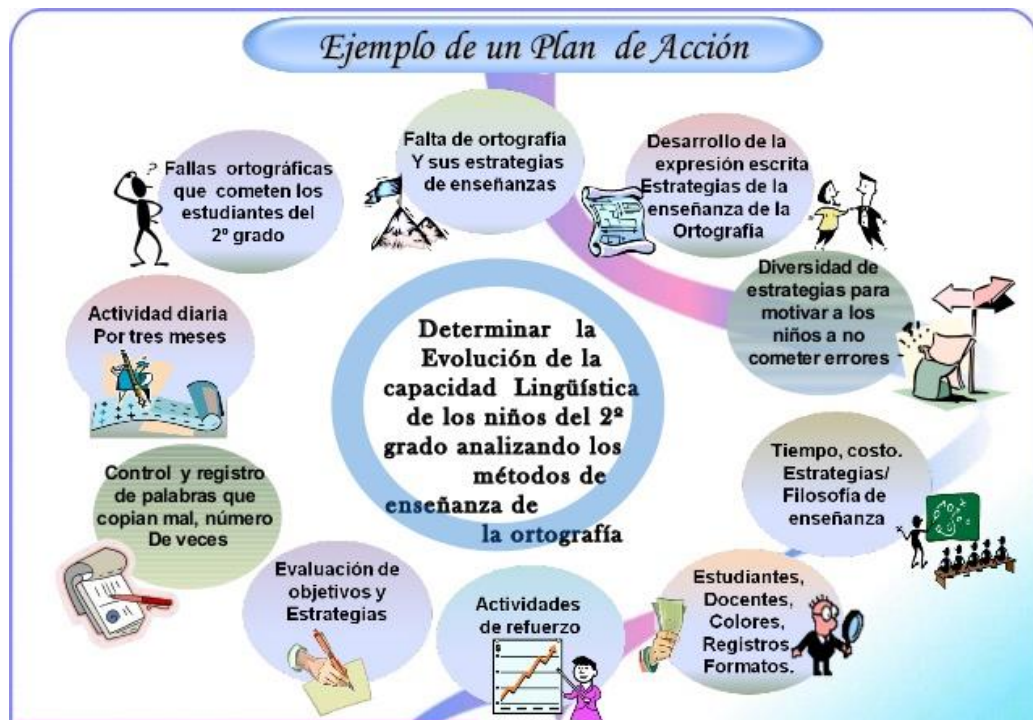 Ejemplo de un Plan de Acción
Fallas ortográficas
que cometen los
estudiantes del
2º grado
Falta de ortografía
Y sus estrategias
de enseñanzas
Desarrollo de la
expresión escrita
Estrategias de la
enseñanza de la
Ortografía
Diversidad de
estrategias para
motivar a los
niños a no
cometer errores
Tiempo, costo.
Estrategias/
Filosofía de
enseñanza
Estudiantes,
Docentes,
Colores,
Registros,
Formatos.
Actividades
de refuerzo
Evaluación de
objetivos y
Estrategias
Control y registro
de palabras que
copian mal, número
De veces
Actividad diaria
Por tres meses
Determinar la
Evolución de la
capacidad Lingüística
de los niños del 2º
grado analizando los
métodos de
enseñanza de
la ortografía